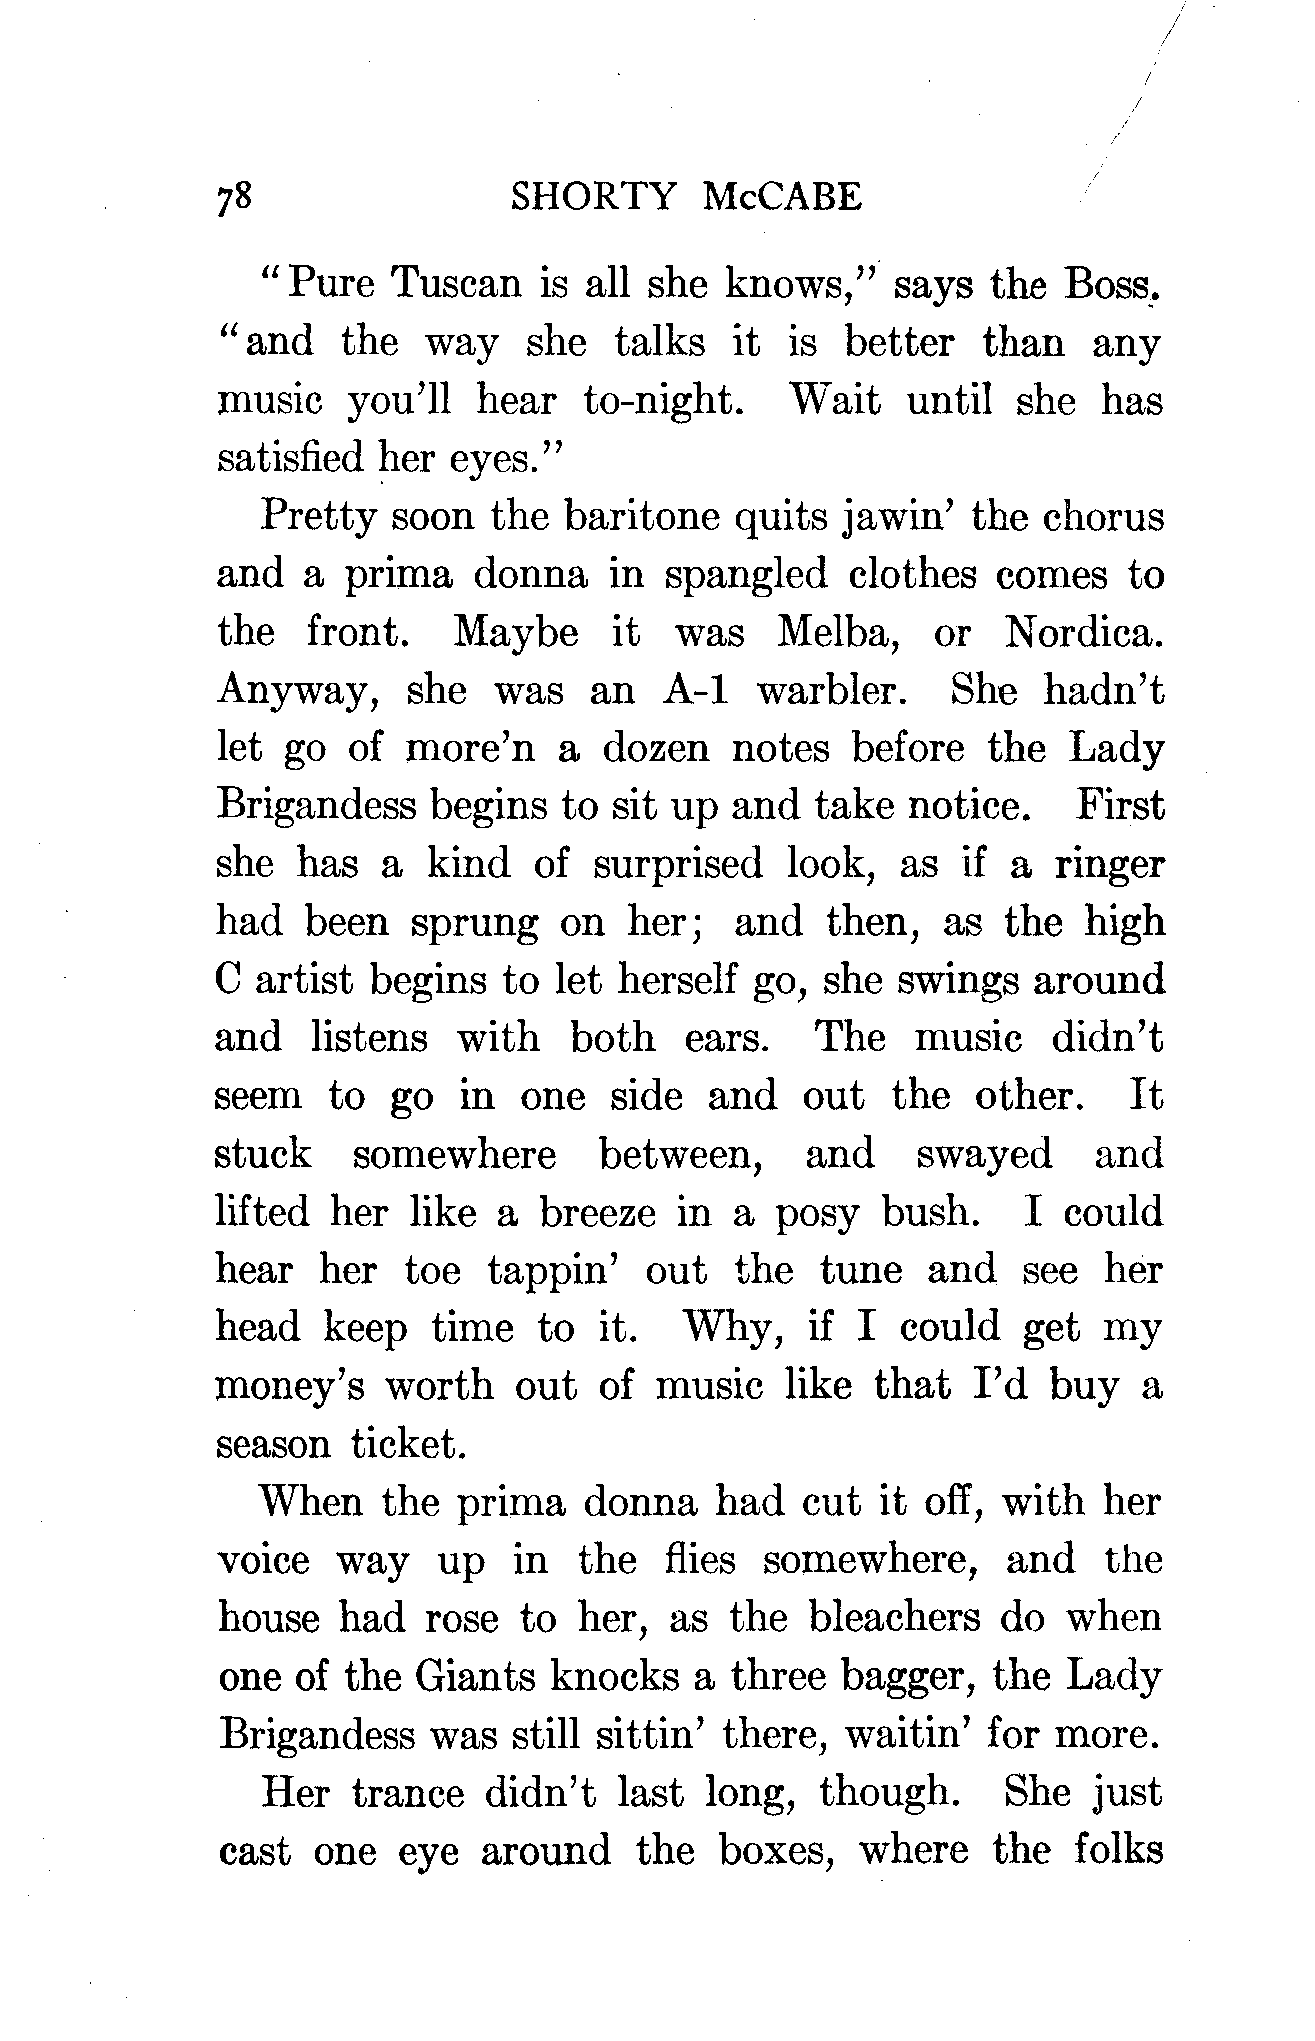 78 SHORTY McCABE
"Pure Tuscan is all she knows," says the Boss.
"and the way she talks it is better than any
music you'll hear to-night. Wait until she has
satisfied her eyes."
Pretty soon the baritone quits jawin' the chorus
and a prima donna in spangled clothes comes to
the front. Maybe it was Melba, or Nordica.
Anyway, she was an A-1 warbler. She hadn't
let go of more'n a dozen notes before the Lady
Brigandess begins to sit up and take notice. First
she has a kind of surprised look, as if a ringer
had been sprung on her; and then, as the high
C artist begins to let herself go, she swings around
and listens with both ears. The music didn't
seem to go in one side and out the other. It
stuck somewhere between, and swayed and
lifted her like a breeze in a posy bush. I could
hear her toe tappin' out the tune and see her
head keep time to it. Why, if I could get my
money's worth out of music like that I'd buy a
season ticket.
When the prima donna had cut it off, with her
voice way up in the flies somewhere, and the
house had rose to her, as the bleachers do when
one of the Giants knocks a three bagger, the Lady
Brigandess was still sittin' there, waitin' for more.
Her trance didn't last long, though. She just
cast one eye around the boxes, where the folks